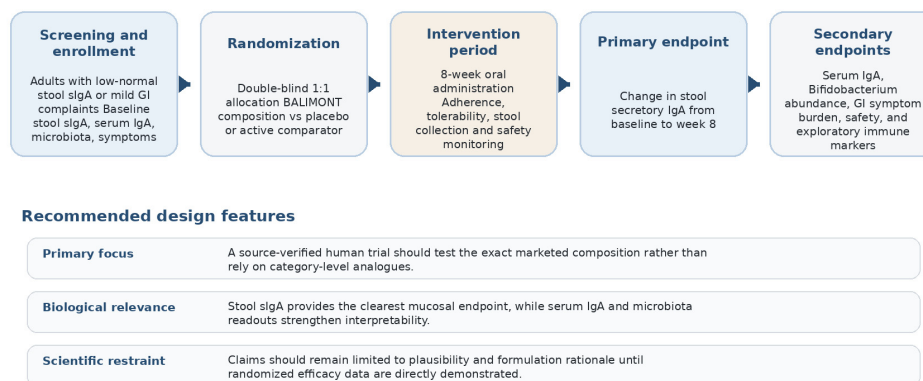 Screening and
enrollment
Adults with low-normal
stool sIgA or mild GI
complaints Baseline
stool sIgA, serum IgA,
microbiota, symptoms
Randomization
Double-blind 1:1
allocation BALIMONT
composition vs placebo
or active comparator
Intervention
period
8-week oral
administration
Adherence,
tolerability, stool
collection and safety
monitoring
Primary endpoint
Change in stool
secretory IgA from
baseline to week 8
Secondary
endpoints
Serum IgA,
Bifidobacterium
abundance, GI symptom
burden, safety, and
exploratory immune
markers
Recommended design features
Primary focus
A source-verified human trial should test the exact marketed composition rather than
rely on category-level analogues.
Biological relevance
Stool sIgA provides the clearest mucosal endpoint, while serum IgA and microbiota
readouts strengthen interpretability.
Scientific restraint
Claims should remain limited to plausibility and formulation rationale until
randomized efficacy data are directly demonstrated.